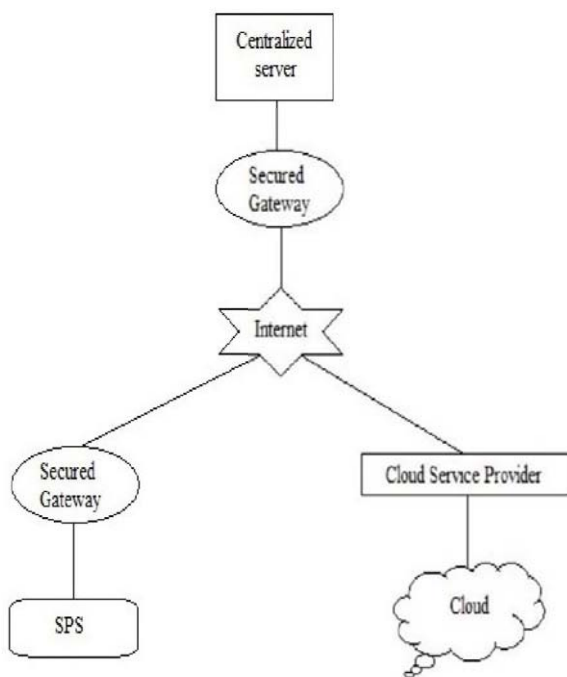 Centralized
server
Secured
Gateway
Internet
Secured
Gateway
Cloud Service Provider
SPS
Cloud